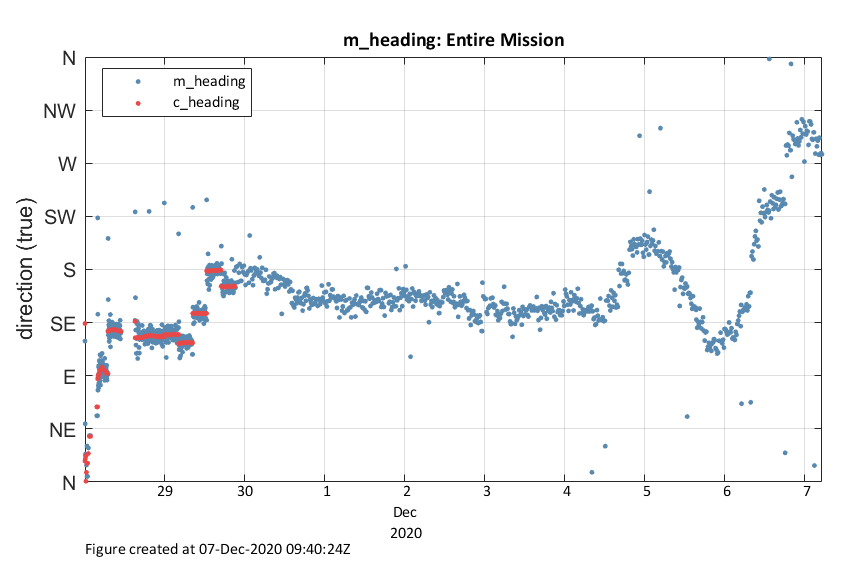 m_heading: Entire Mission
m_heading
c_heading
direction (true)
N
NW
W
SW
S
SE
E
NE
N
29 30 1 2 3 4 5 6 7
Dec
2020
Figure created at 07-Dec-2020 09:40:24Z